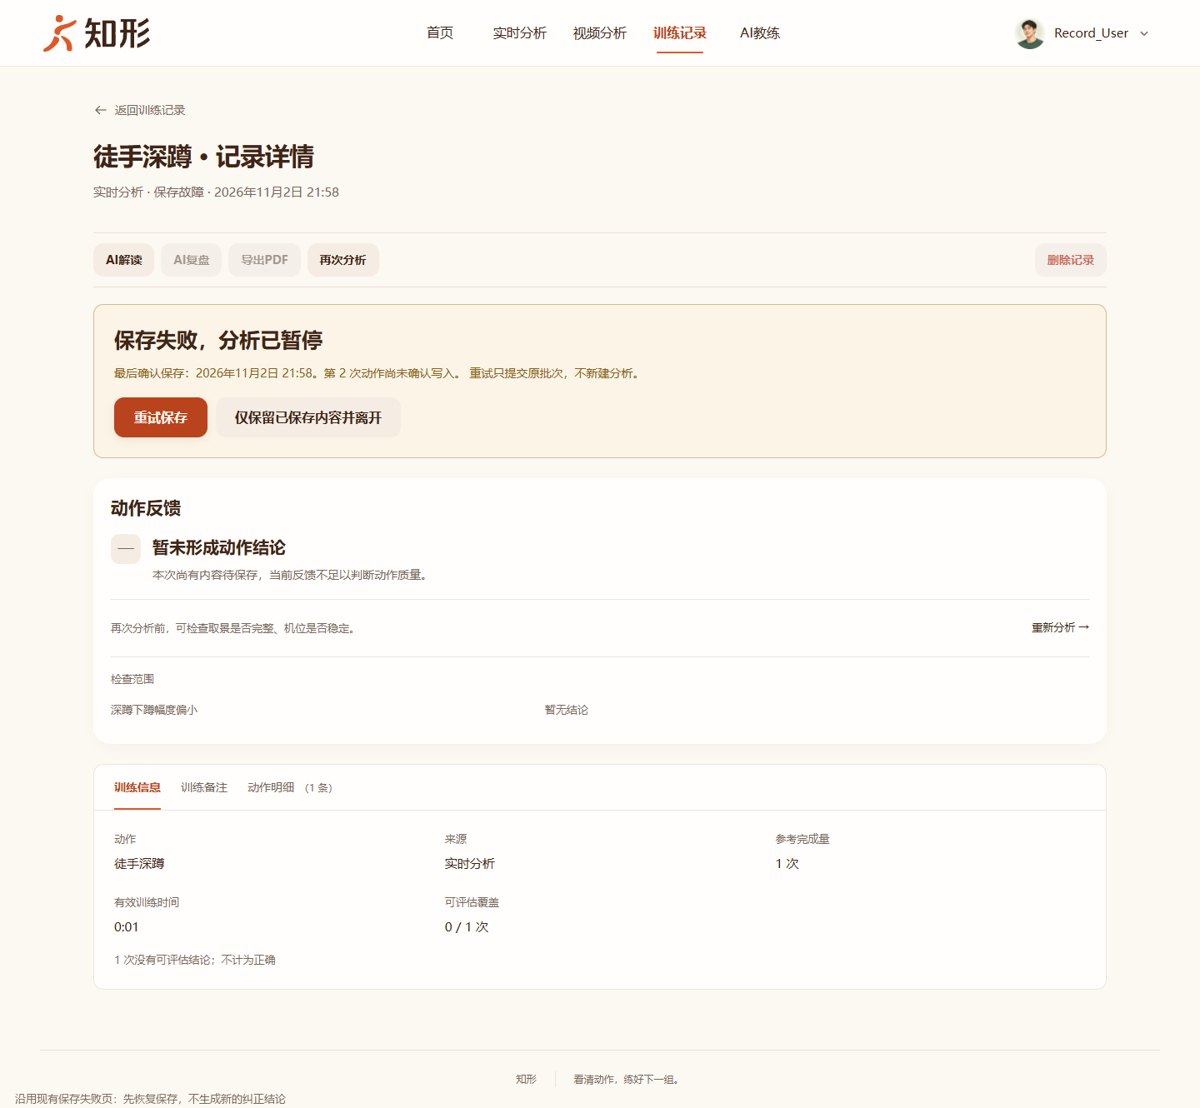 知形
首页 实时分析 视频分析 训练记录 AI教练
Record_User
← 返回训练记录
徒手深蹲 • 记录详情
实时分析 · 保存故障 · 2026年11月2日 21:58
AI解读 AI复盘 导出PDF 再次分析 删除记录
保存失败，分析已暂停
最后确认保存：2026年11月2日 21:58。第 2 次动作尚未确认写入。 重试只提交原批次，不新建分析。
重试保存 仅保留已保存内容并离开
动作反馈
— 暂未形成动作结论
本次尚有内容待保存，当前反馈不足以判断动作质量。
再次分析前，可检查取景是否完整、机位是否稳定。 重新分析 →
检查范围
深蹲下蹲幅度偏小 暂无结论
训练信息 训练备注 动作明细 （1 条）
动作 来源 参考完成量
徒手深蹲 实时分析 1 次
有效训练时间 可评估覆盖
0:01 0 / 1 次
1 次没有可评估结论；不计为正确
知形 看清动作，练好下一组。
沿用现有保存失败页：先恢复保存，不生成新的纠正结论